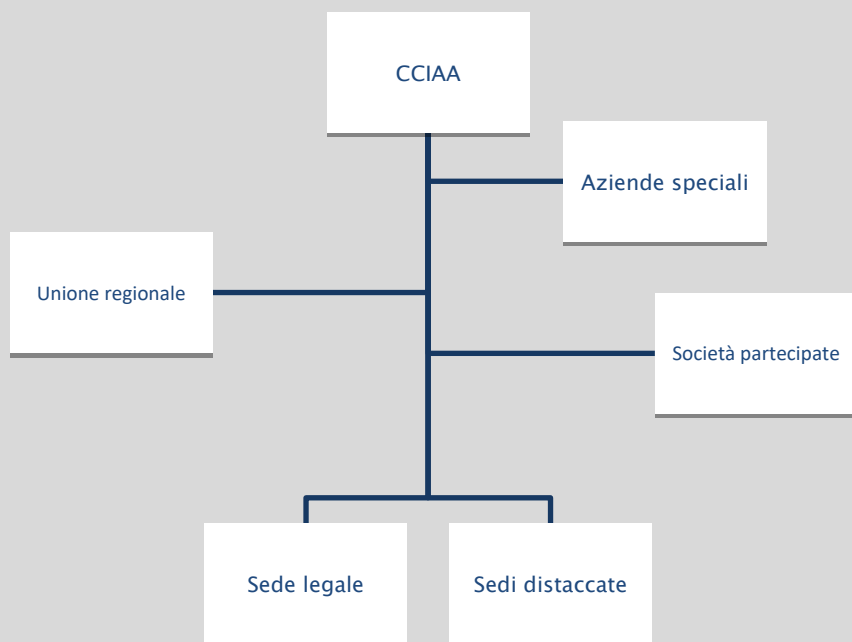 CCIAA
Aziende speciali
Unione regionale
Società partecipate
Sede legale
Sedi distaccate